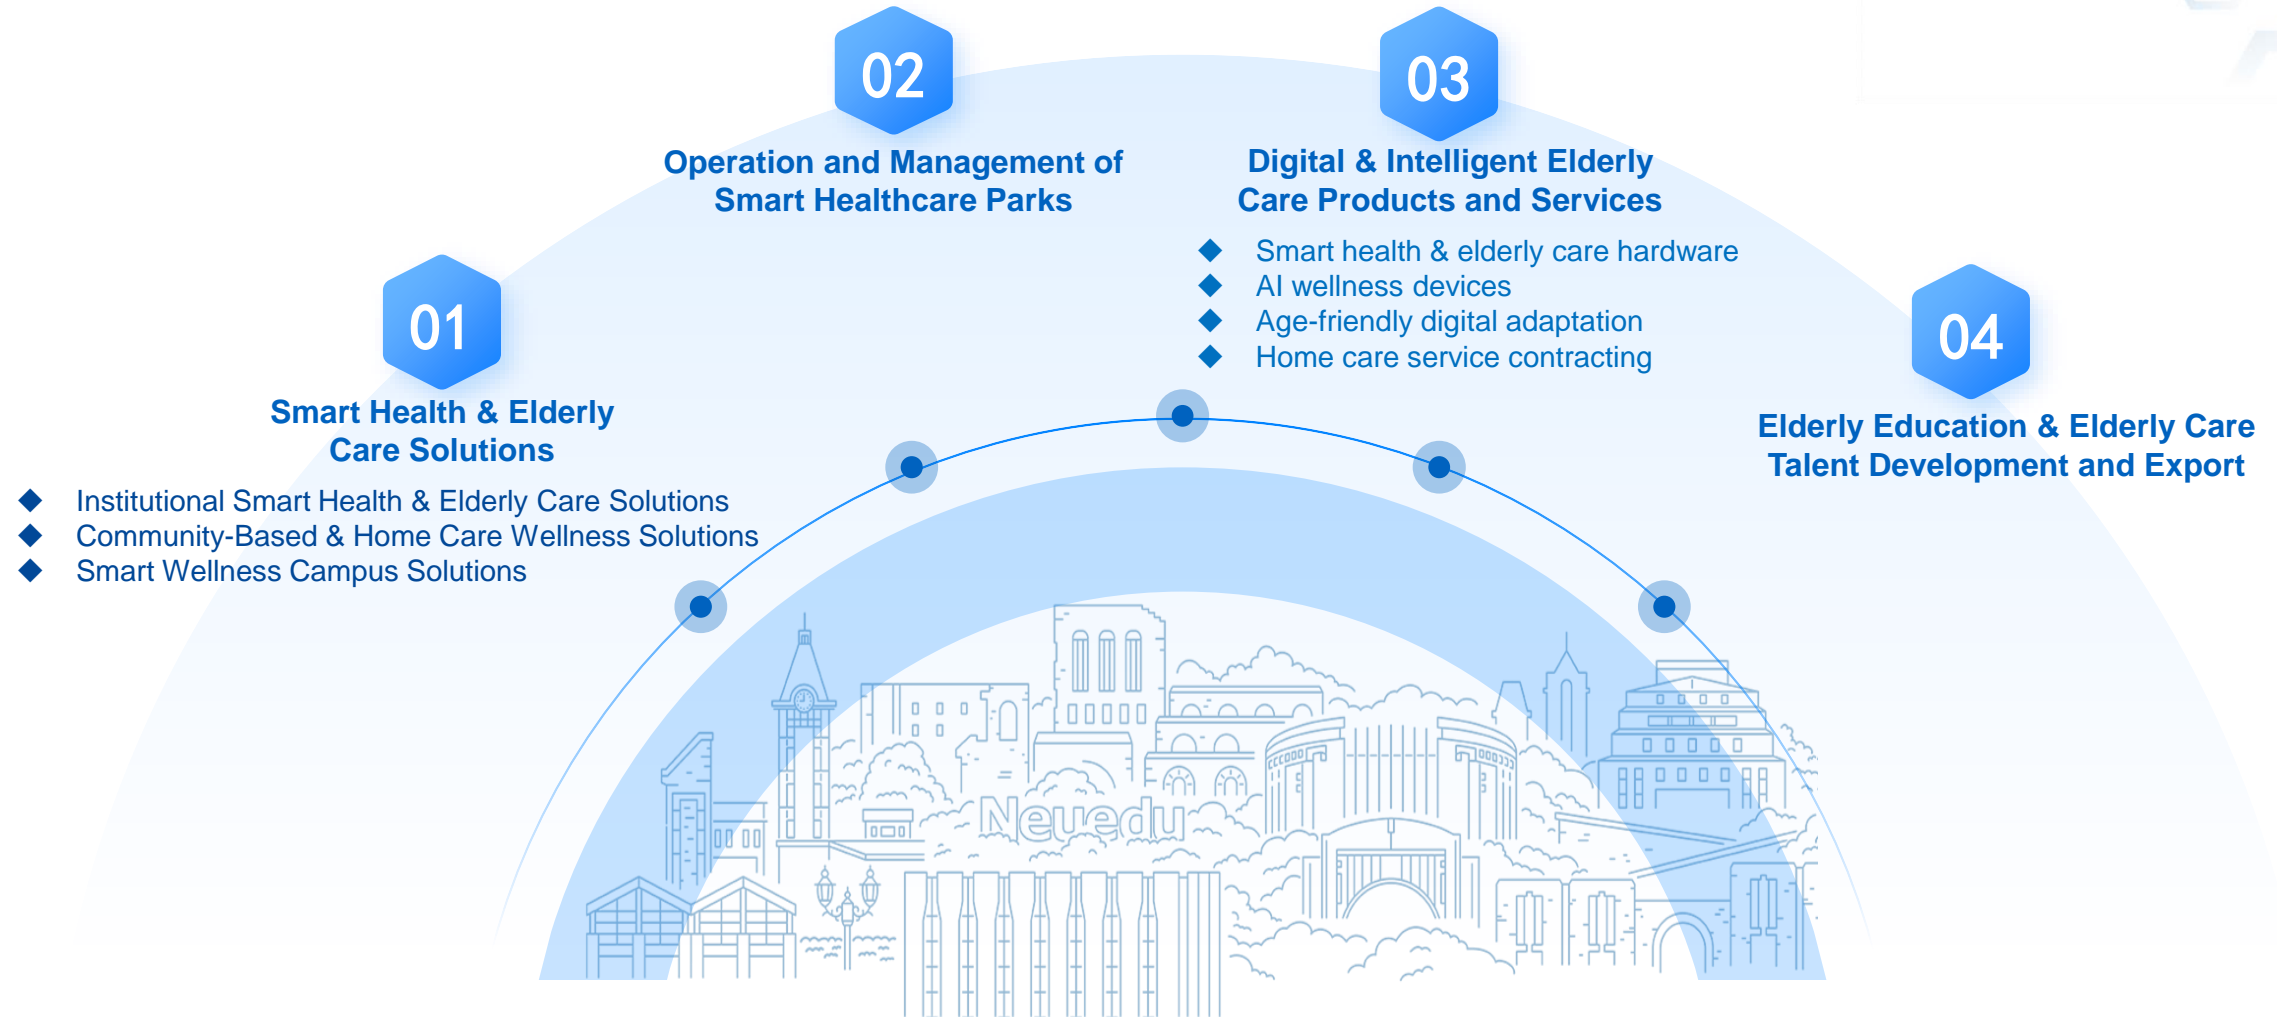 01
Smart Health & Elderly
Care Solutions
Institutional Smart Health & Elderly Care Solutions
Community-Based & Home Care Wellness Solutions
Smart Wellness Campus Solutions
02
Operation and Management of
Smart Healthcare Parks
03
Digital & Intelligent Elderly
Care Products and Services
Smart health & elderly care hardware
AI wellness devices
Age-friendly digital adaptation
Home care service contracting
04
Elderly Education & Elderly Care
Talent Development and Export
Neuedu